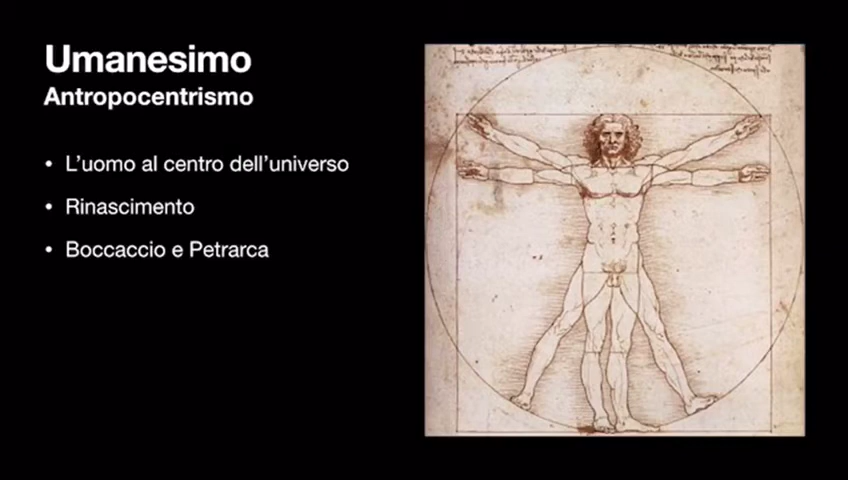 Umanesimo
Antropocentrismo
• L'uomo al centro dell'universo
• Rinascimento
• Boccaccio e Petrarca